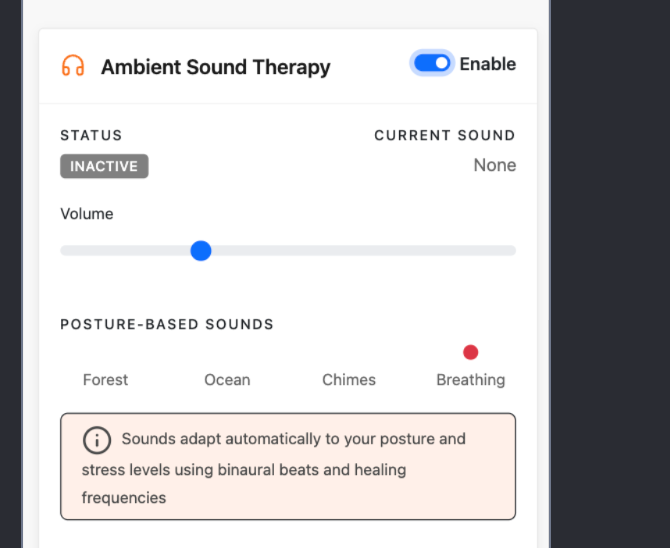 Ambient Sound Therapy
Enable
STATUS
CURRENT SOUND
INACTIVE
None
Volume
POSTURE-BASED SOUNDS
Forest
Ocean
Chimes
Breathing
Sounds adapt automatically to your posture and
stress levels using binaural beats and healing
frequencies